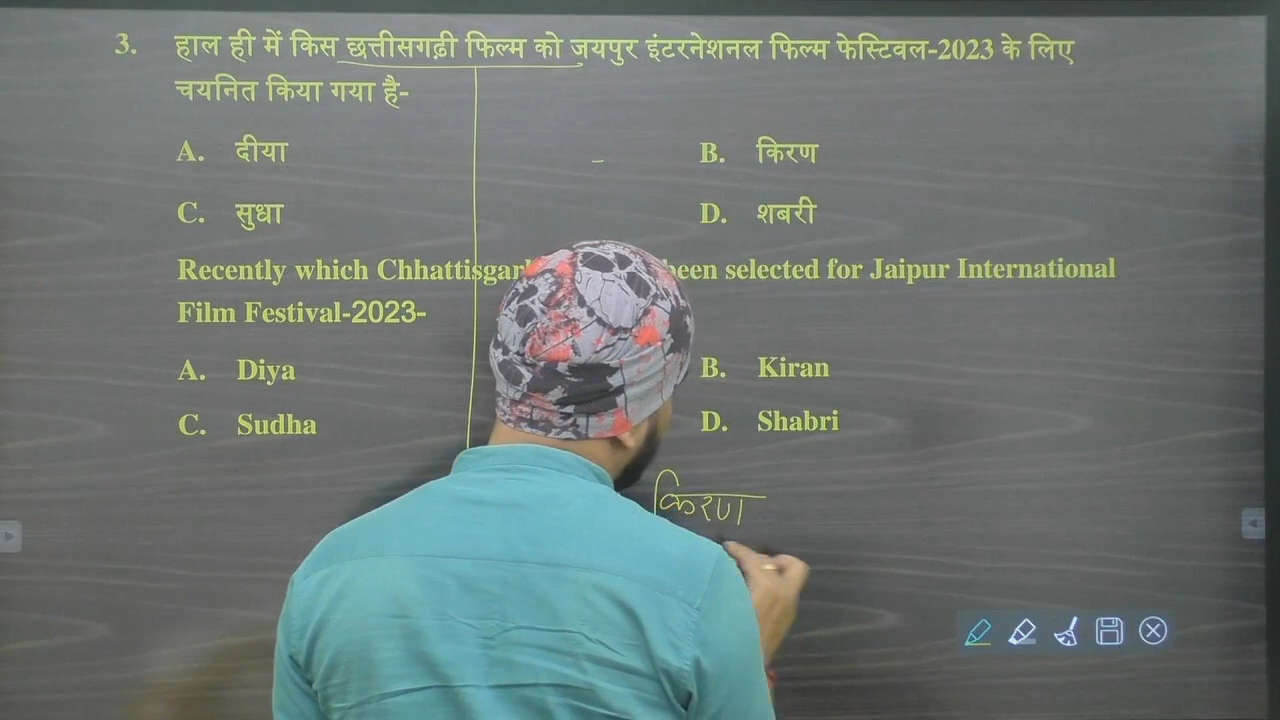 3. हाल ही में किस छत्तीसगढ़ी फिल्म को जयपुर इंटरनेशनल फिल्म फेस्टिवल-2023 के लिए
चयनित किया गया है-
A. दीया B. किरण
C. सुधा D. शबरी
Recently which Chhattisgar been selected for Jaipur International
Film Festival-2023-
A. Diya B. Kiran
C. Sudha D. Shabri
किरण